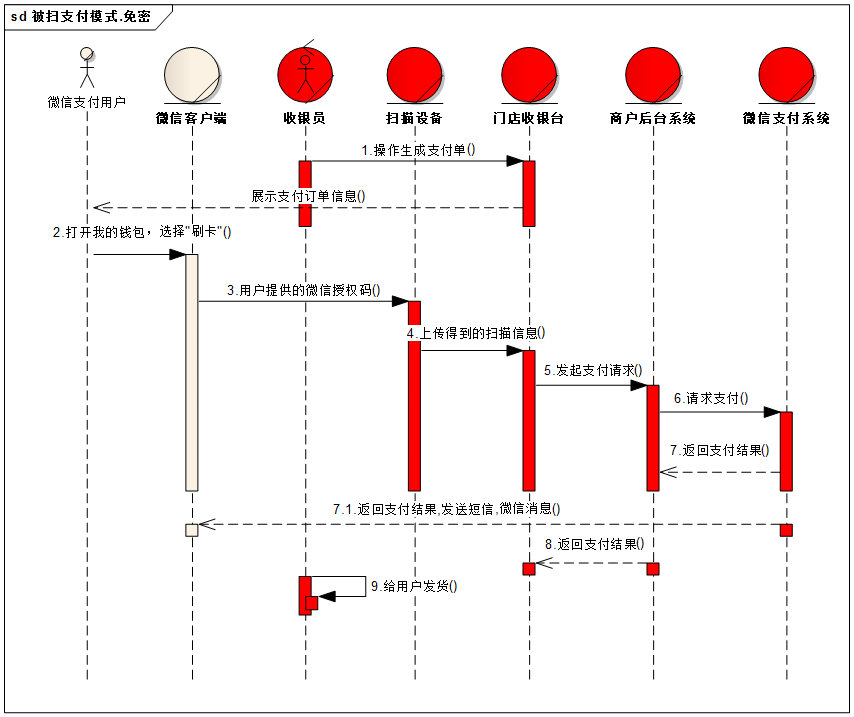 sd 被扫支付模式.免密
微信支付用户
微信客户端
收银员
扫描设备
门店收银台
商户后台系统
微信支付系统
1.操作生成支付单()
展示支付订单信息()
2.打开我的钱包，选择"刷卡"()
3.用户提供的微信授权码()
4.上传得到的扫描信息()
5.发起支付请求()
6.请求支付()
7.返回支付结果()
7.1.返回支付结果,发送短信,微信消息()
8.返回支付结果()
9.给用户发货()